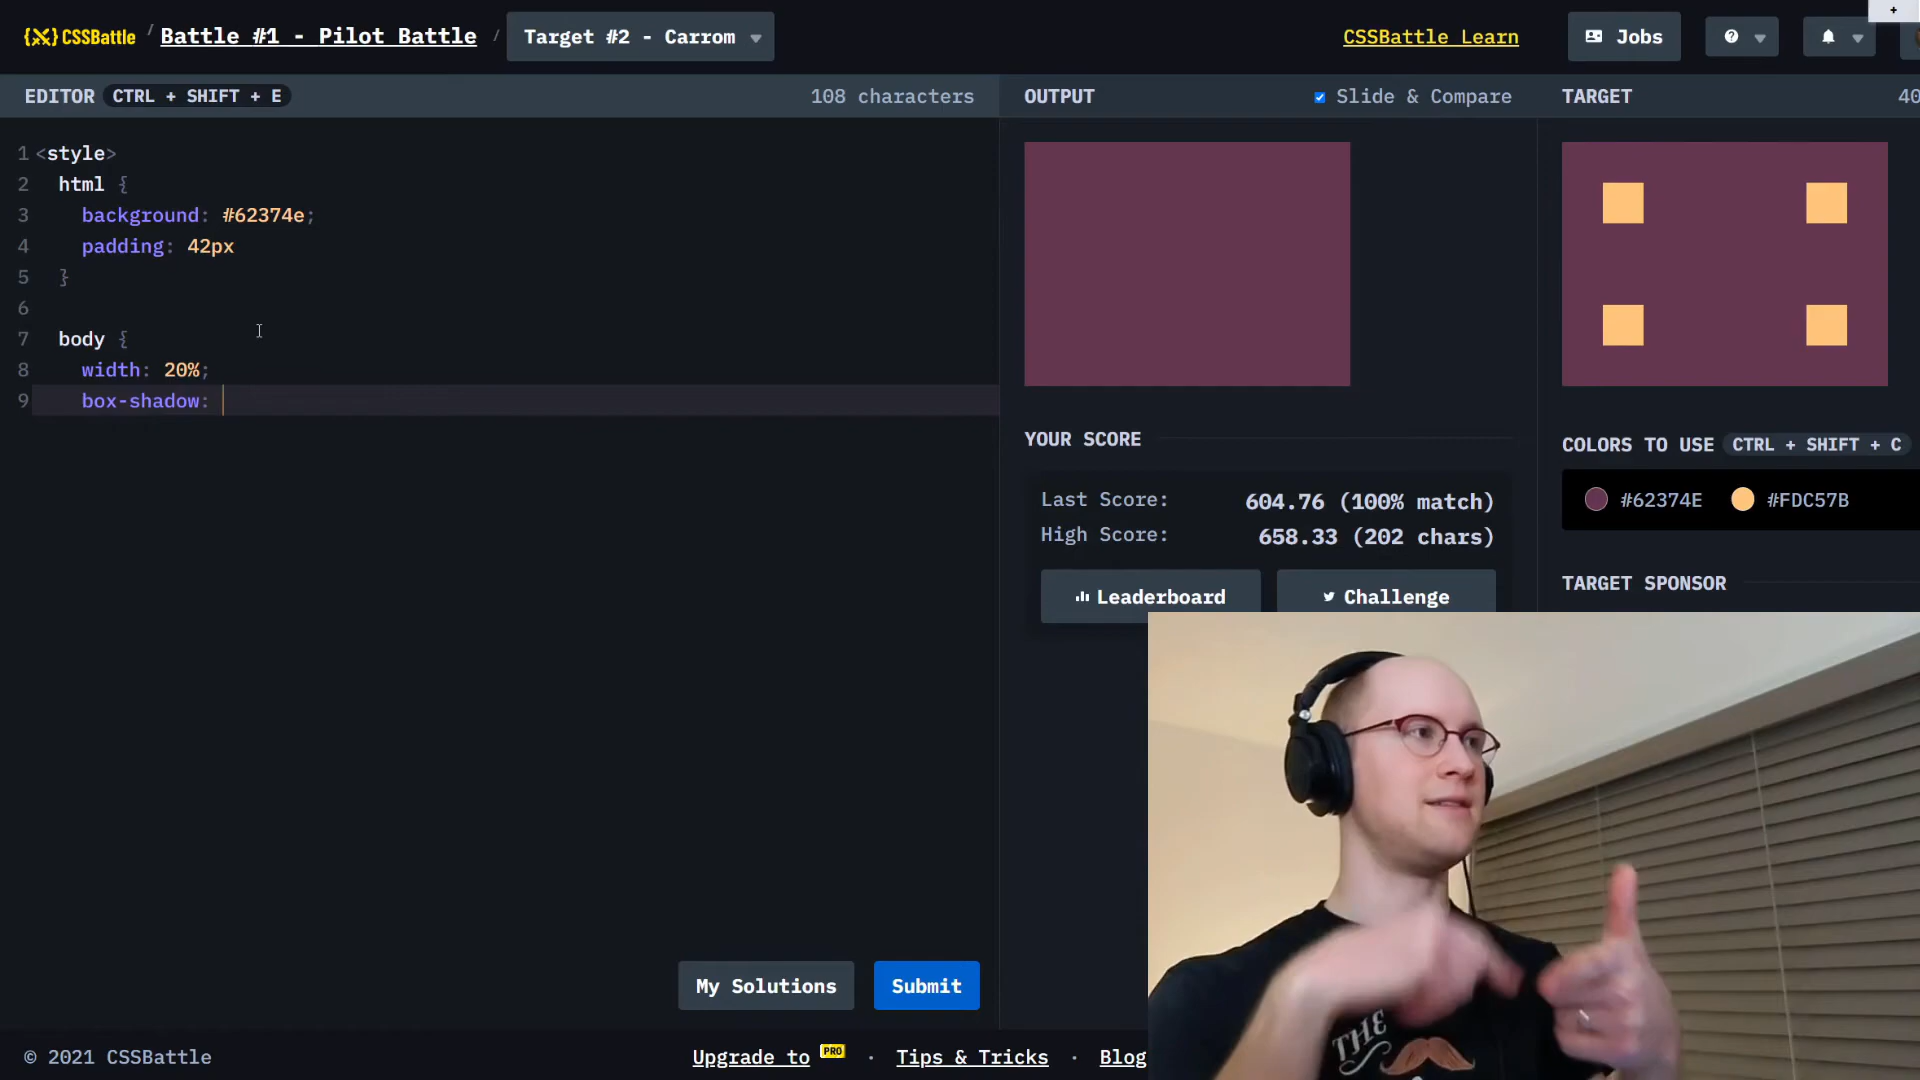 CSSBattle / Battle #1 - Pilot Battle / Target #2 - Carrom
CSSBattle Learn
Jobs
EDITOR CTRL + SHIFT + E 108 characters
OUTPUT Slide & Compare
TARGET 40
1 <style>
2 html {
3 background: #62374e;
4 padding: 42px
5 }
6
7 body {
8 width: 20%;
9 box-shadow:
YOUR SCORE
Last Score: 604.76 (100% match)
High Score: 658.33 (202 chars)
Leaderboard
Challenge
COLORS TO USE CTRL + SHIFT + C
#62374E #FDC57B
TARGET SPONSOR
THE
My Solutions
Submit
© 2021 CSSBattle
Upgrade to PRO · Tips & Tricks · Blog